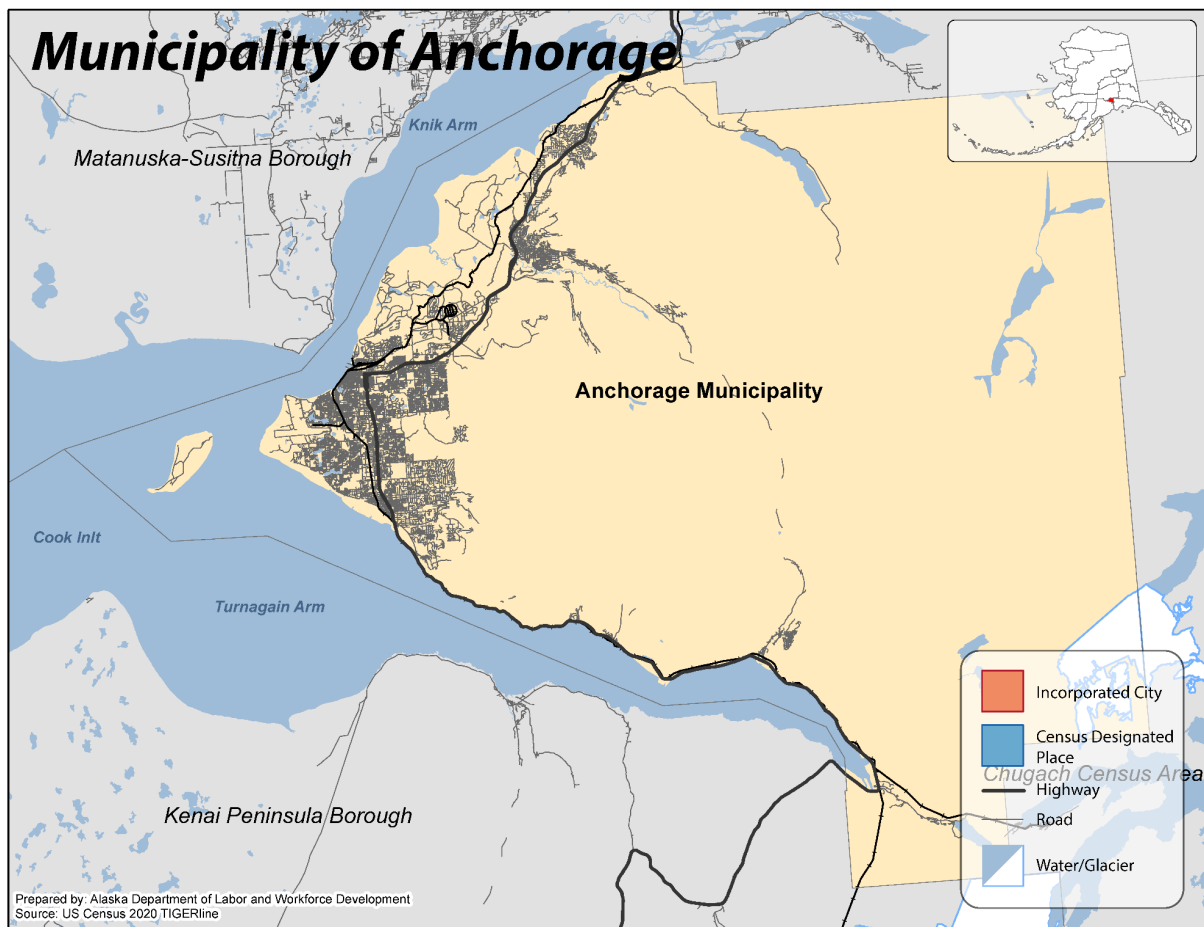 Municipality of Anchorage
Knik Arm
Matanuska-Susitna Borough
Anchorage Municipality
Cook Inlt
Turnagain Arm
Kenai Peninsula Borough
Incorporated City
Census Designated
Place
Chugach Census Area
Highway
Road
Water/Glacier
Prepared by: Alaska Department of Labor and Workforce Development
Source: US Census 2020 TIGERline